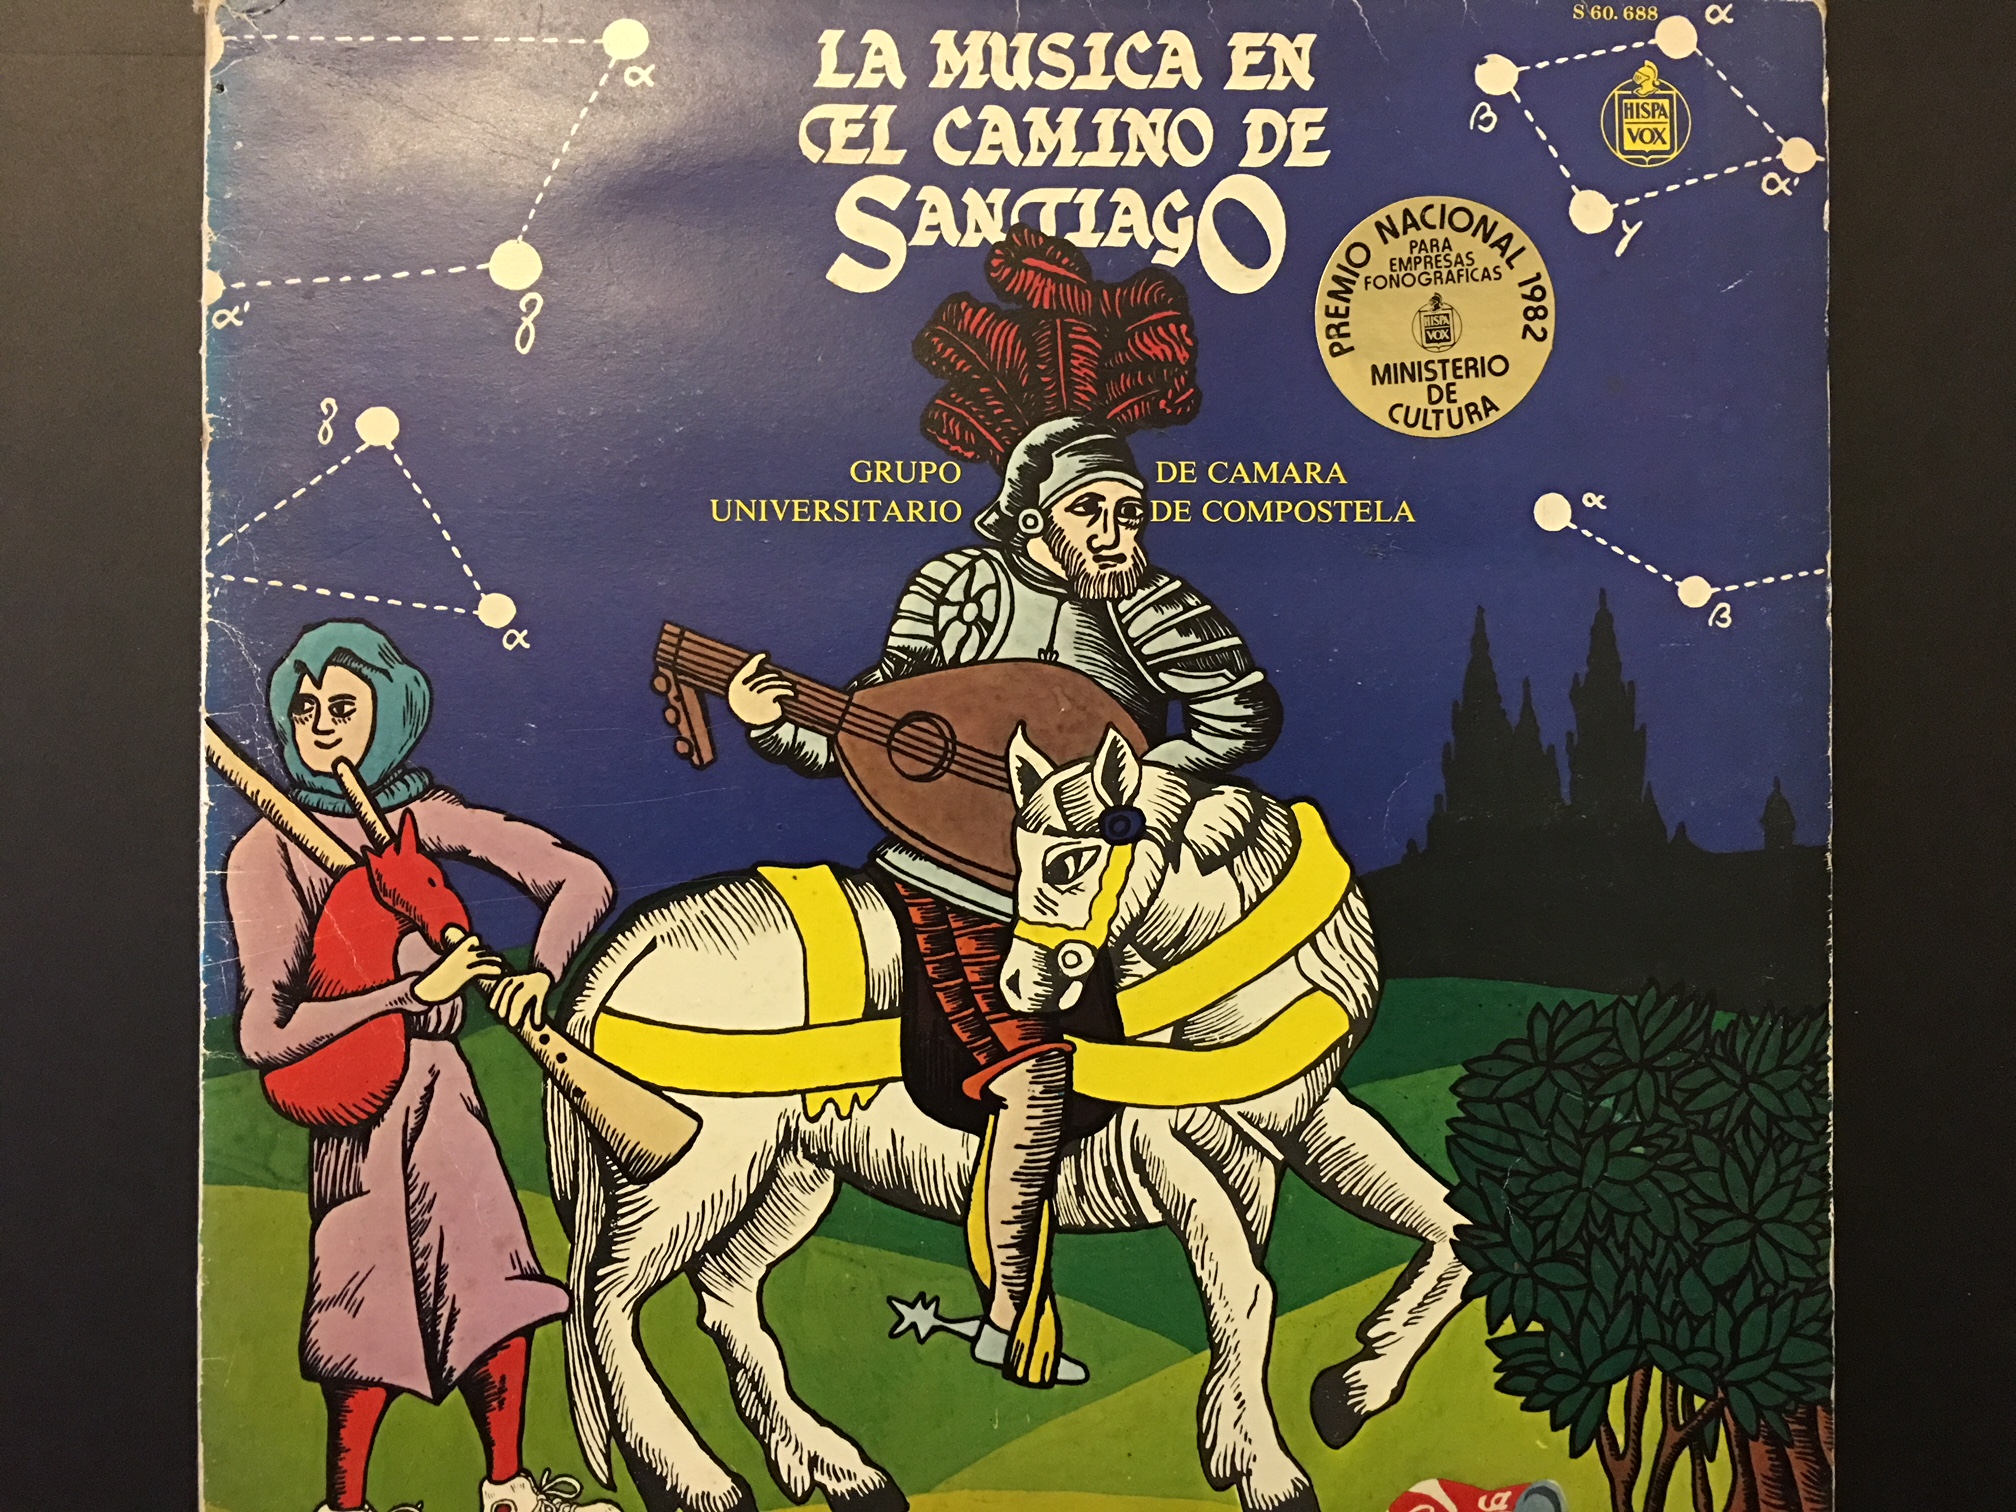 S 60.688
LA MUSICA EN
EL CAMINO DE
SANTIAGO
HISPA
VOX
PREMIO NACIONAL 1982
PARA
EMPRESAS
FONOGRAFICAS
HISPA
VOX
MINISTERIO
DE
CULTURA
GRUPO DE CAMARA
UNIVERSITARIO DE COMPOSTELA
α
α'
α
β
γ
α'
α
α
β